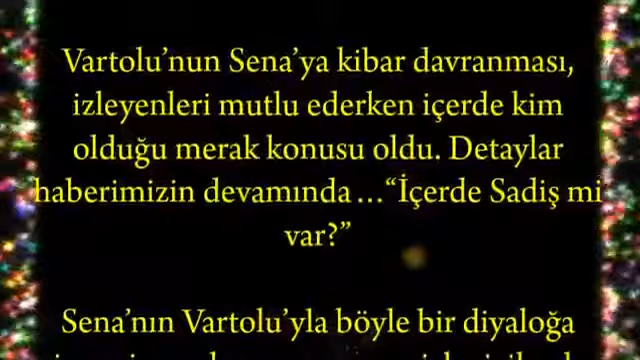 Vartolu’nun Sena’ya kibar davranması,
izleyenleri mutlu ederken içerde kim
olduğu merak konusu oldu. Detaylar
haberimizin devamında …“İçerde Sadiş mi
var?”
Sena’nın Vartolu’yla böyle bir diyaloğa